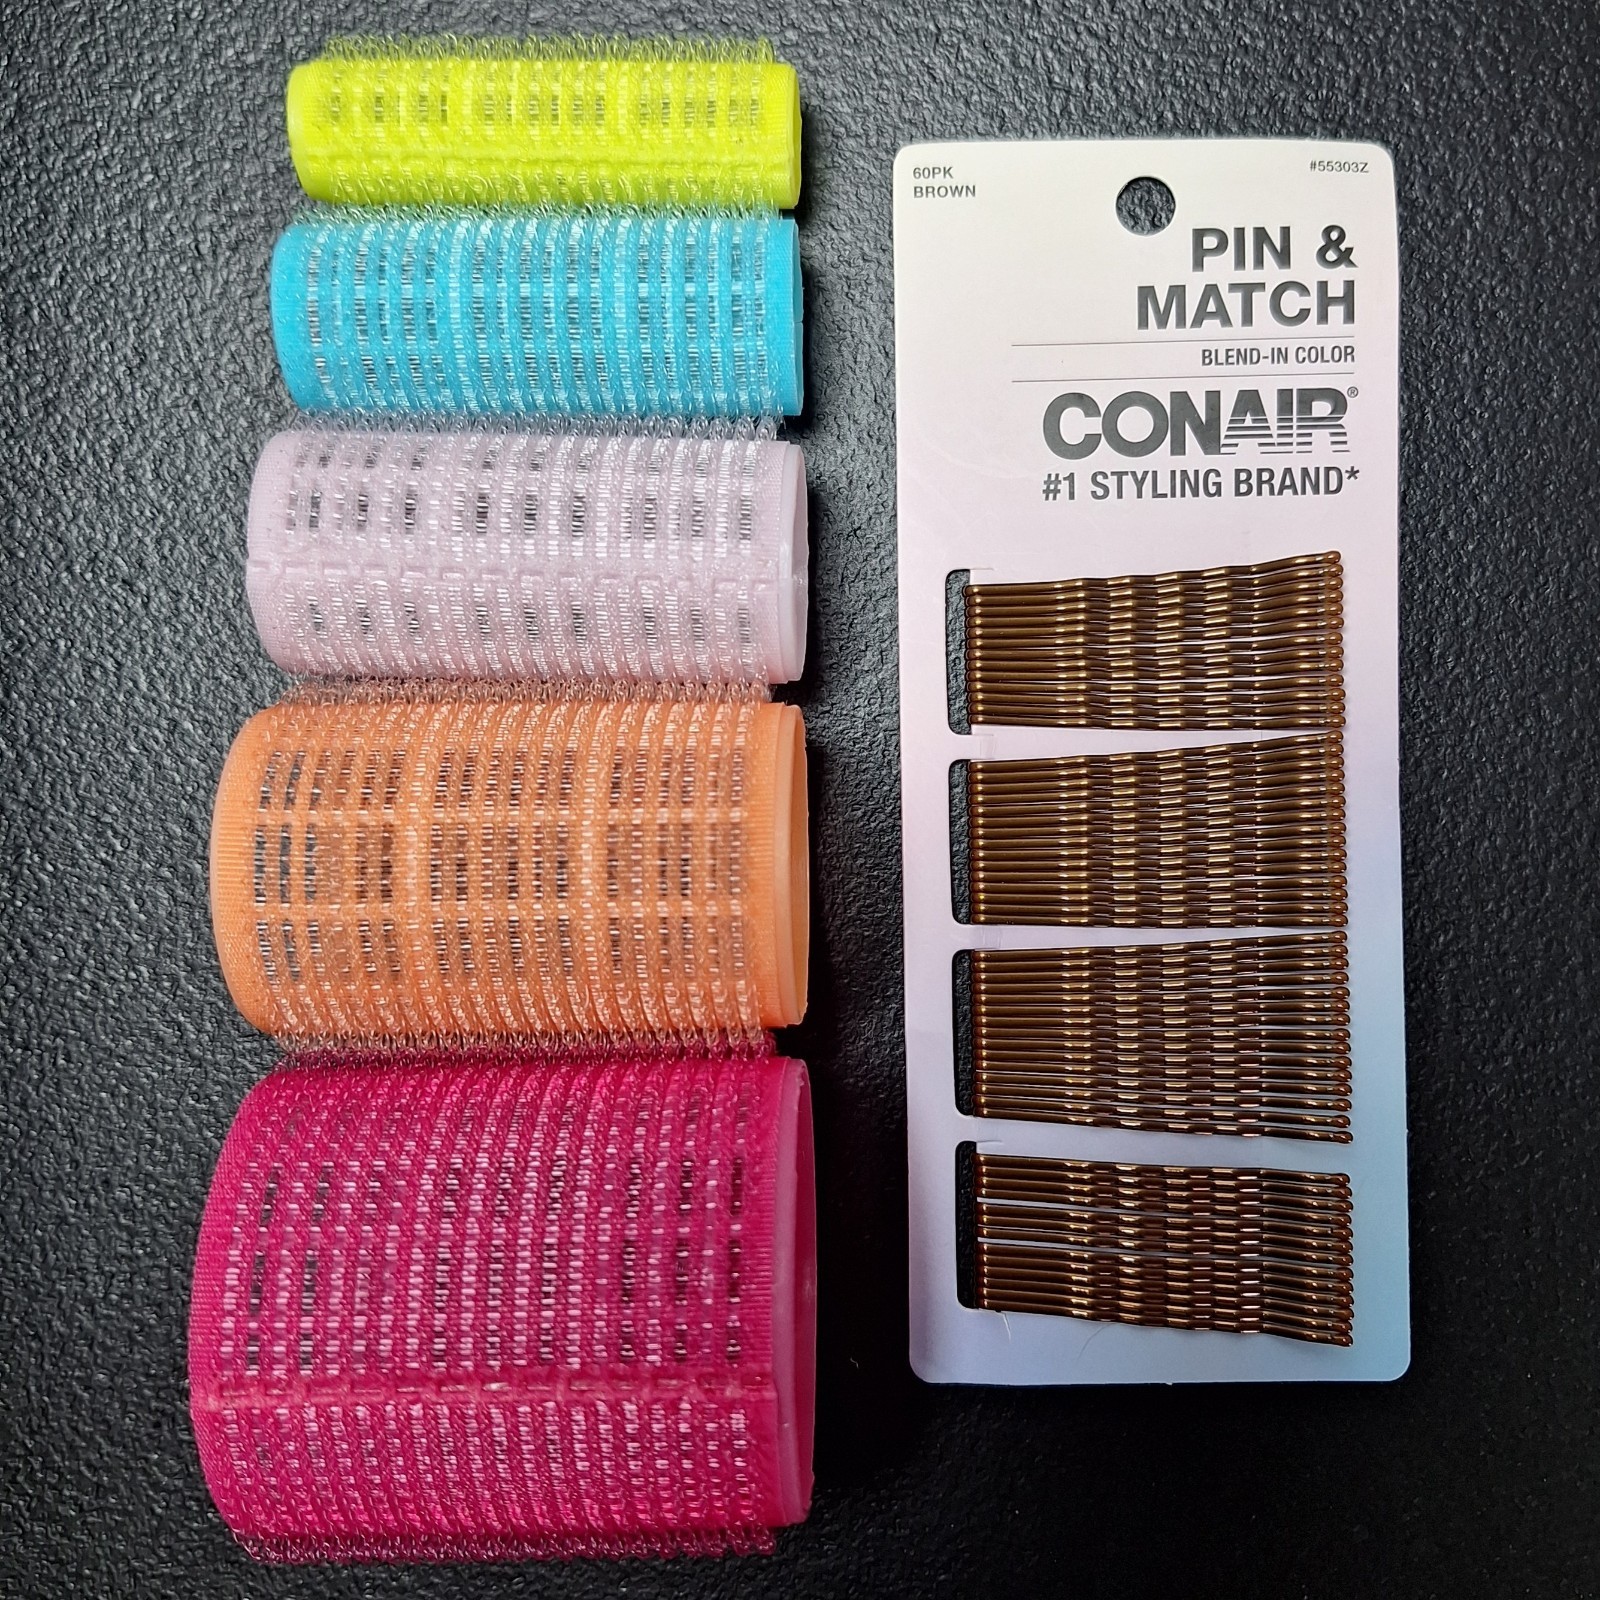 60PK
BROWN
#55303Z
PIN &
MATCH
BLEND-IN COLOR
CONAIR®
#1 STYLING BRAND*